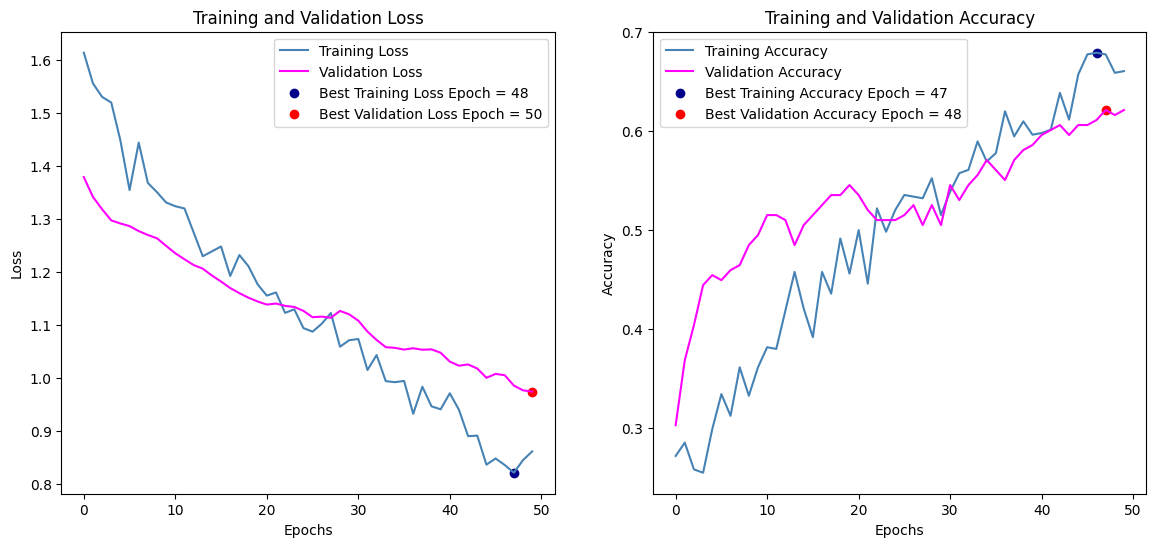 Training and Validation Loss
Training Loss
Validation Loss
Best Training Loss Epoch = 48
Best Validation Loss Epoch = 50
1.6
1.5
1.4
1.3
1.2
1.1
1.0
0.9
0.8
Loss
0 10 20 30 40 50
Epochs
Training and Validation Accuracy
Training Accuracy
Validation Accuracy
Best Training Accuracy Epoch = 47
Best Validation Accuracy Epoch = 48
0.7
0.6
0.5
0.4
0.3
Accuracy
0 10 20 30 40 50
Epochs